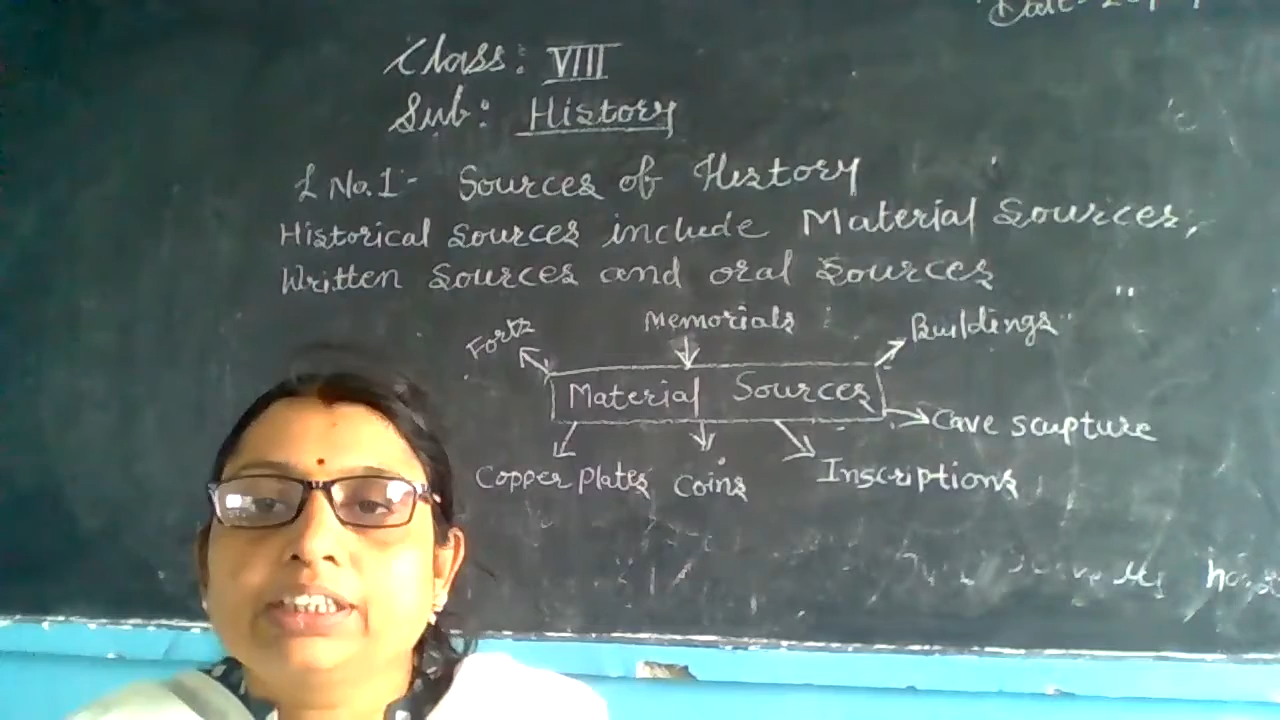 Date-
Class: VIII
Sub: History
L No.1- Sources of History
Historical sources include Material Sources,
Written sources and oral sources
Forts
Memorials
Buildings
Material Sources
Cave scupture
Copper plates
Coins
Inscriptions